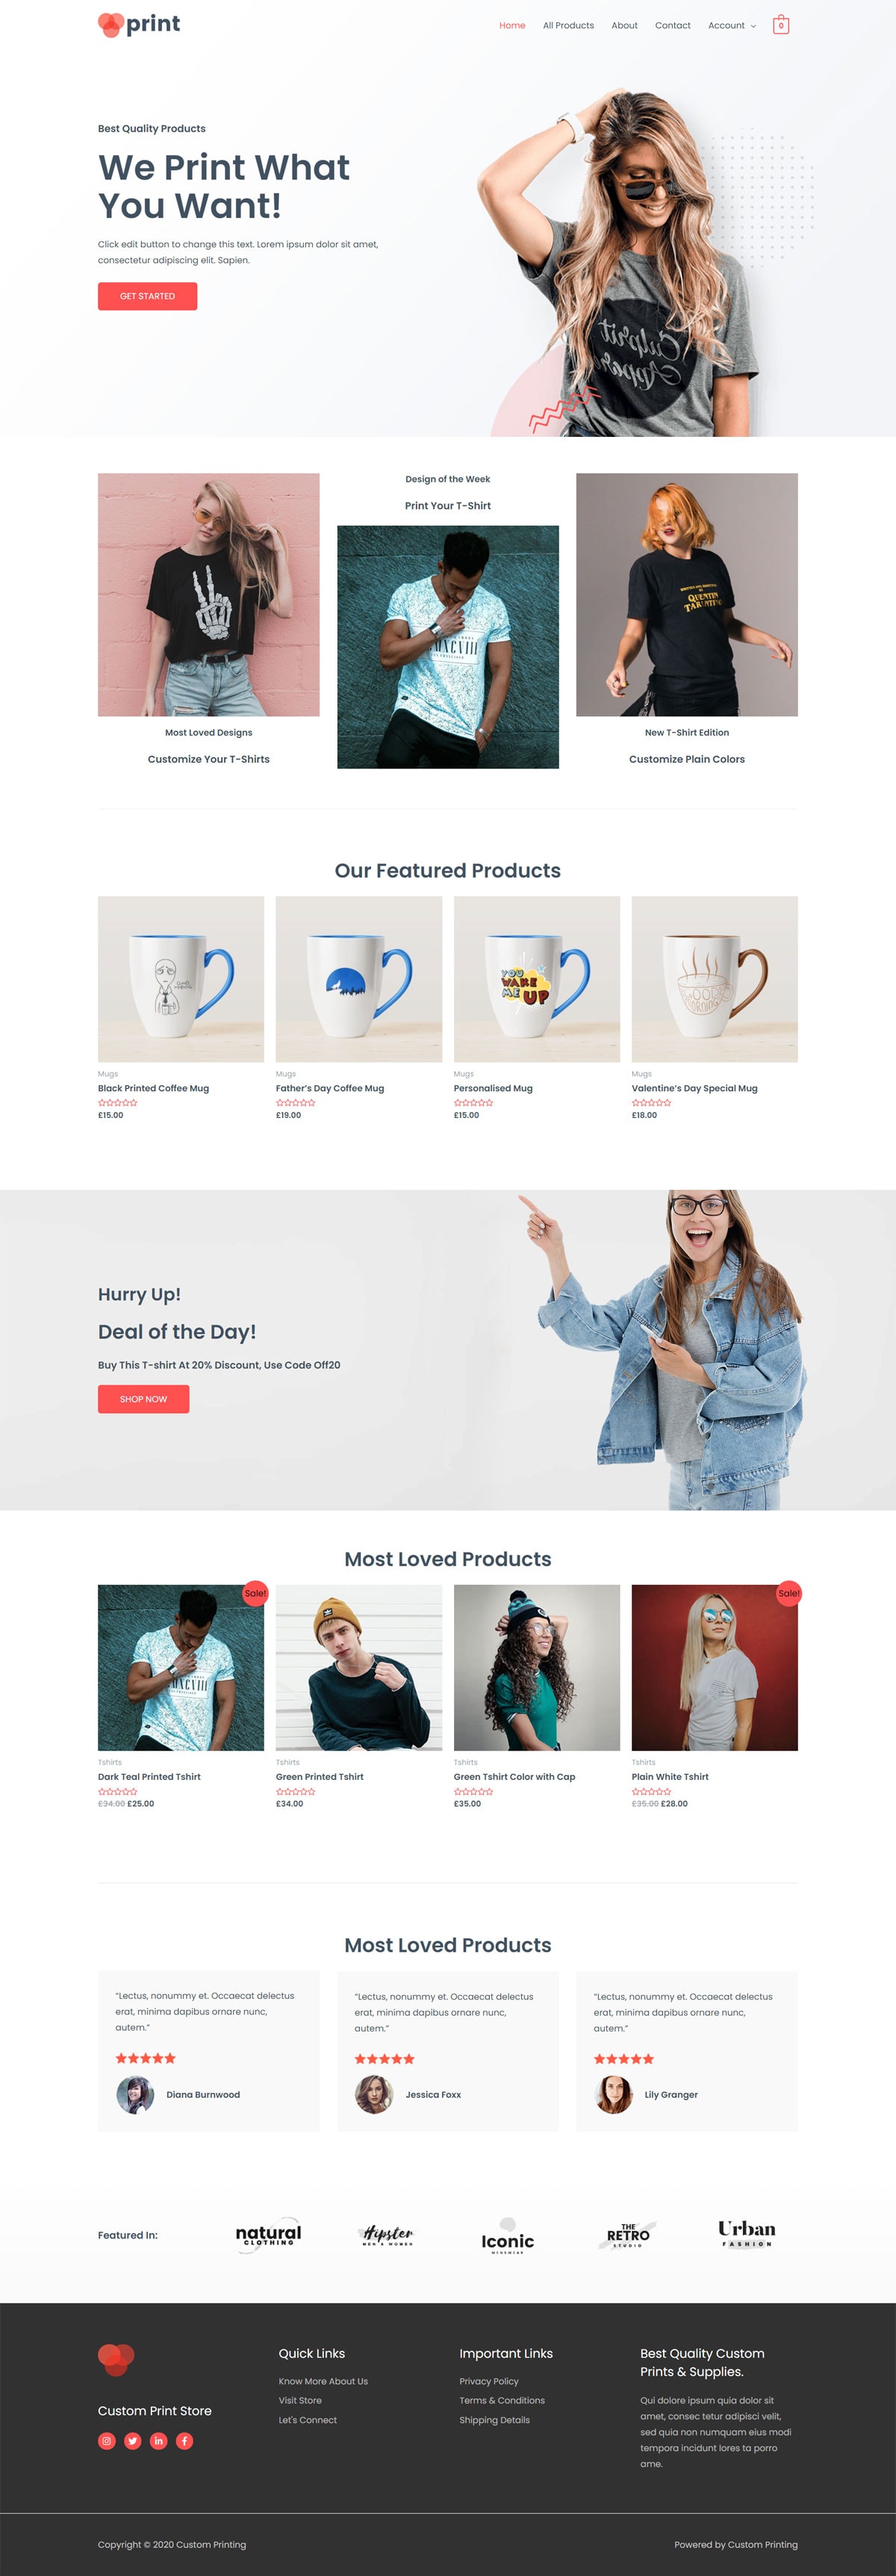 print
Home
All Products
About
Contact
Account
0
Best Quality Products
We Print What
You Want!
Click edit button to change this text. Lorem ipsum dolor sit amet,
consectetur adipiscing elit. Sapien.
GET STARTED
Culprit
Design of the Week
Print Your T-Shirt
QUENTIN
TARANTINO
Most Loved Designs
Customize Your T-Shirts
New T-Shirt Edition
Customize Plain Colors
Our Featured Products
YOU
WAKE
ME UP
GOOD
MORNING
Mugs
Black Printed Coffee Mug
£15.00
Mugs
Father's Day Coffee Mug
£19.00
Mugs
Personalised Mug
£15.00
Mugs
Valentine's Day Special Mug
£18.00
Hurry Up!
Deal of the Day!
Buy This T-shirt At 20% Discount, Use Code Off20
SHOP NOW
Most Loved Products
Sale!
Sale!
Tshirts
Dark Teal Printed Tshirt
£34.00 £25.00
Tshirts
Green Printed Tshirt
£34.00
Tshirts
Green Tshirt Color with Cap
£35.00
Tshirts
Plain White Tshirt
£35.00 £28.00
Most Loved Products
“Lectus, nonummy et. Occaecat delectus
erat, minima dapibus ornare nunc,
autem.”
Diana Burnwood
“Lectus, nonummy et. Occaecat delectus
erat, minima dapibus ornare nunc,
autem.”
Jessica Foxx
“Lectus, nonummy et. Occaecat delectus
erat, minima dapibus ornare nunc,
autem.”
Lily Granger
Featured In:
natural
CLOTHING
Hipster
MEN & WOMEN
Iconic
MENSWEAR
THE
RETRO
STUDIO
Urban
FASHION
Custom Print Store
Quick Links
Know More About Us
Visit Store
Let's Connect
Important Links
Privacy Policy
Terms & Conditions
Shipping Details
Best Quality Custom
Prints & Supplies.
Qui dolore ipsum quia dolor sit
amet, consec tetur adipisci velit,
sed quia non numquam eius modi
tempora incidunt lores ta porro
ame.
Copyright © 2020 Custom Printing
Powered by Custom Printing